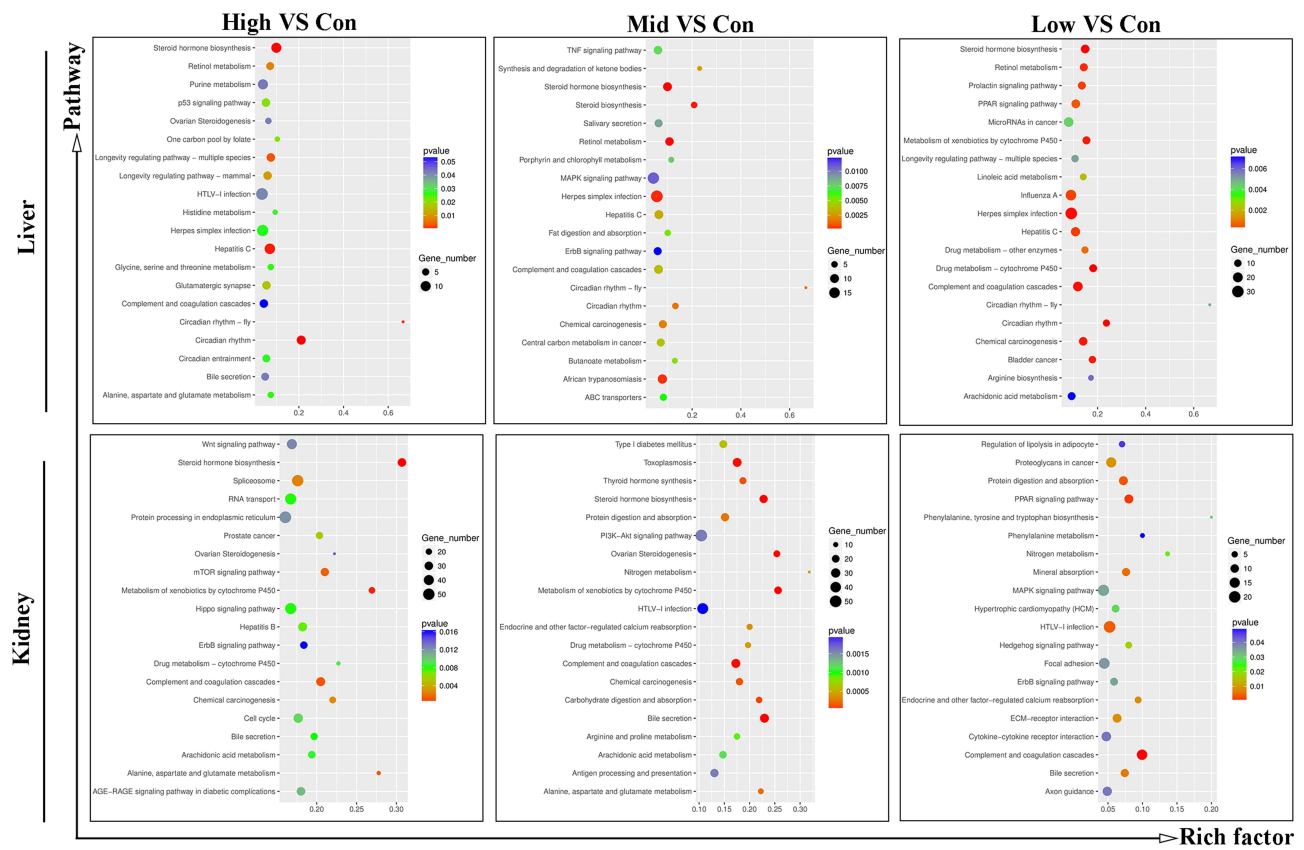 High VS Con
Mid VS Con
Low VS Con
Pathway
Liver
Kidney
Rich factor
Steroid hormone biosynthesis
Retinol metabolism
Purine metabolism
p53 signaling pathway
Ovarian Steroidogenesis
One carbon pool by folate
Longevity regulating pathway − multiple species
Longevity regulating pathway − mammal
HTLV−I infection
Histidine metabolism
Herpes simplex infection
Hepatitis C
Glycine, serine and threonine metabolism
Glutamatergic synapse
Complement and coagulation cascades
Circadian rhythm − fly
Circadian rhythm
Circadian entrainment
Bile secretion
Alanine, aspartate and glutamate metabolism
0.2 0.4 0.6
pvalue
0.05
0.04
0.03
0.02
0.01
Gene_number
5
10
TNF signaling pathway
Synthesis and degradation of ketone bodies
Steroid hormone biosynthesis
Steroid biosynthesis
Salivary secretion
Retinol metabolism
Porphyrin and chlorophyll metabolism
MAPK signaling pathway
Herpes simplex infection
Hepatitis C
Fat digestion and absorption
ErbB signaling pathway
Complement and coagulation cascades
Circadian rhythm − fly
Circadian rhythm
Chemical carcinogenesis
Central carbon metabolism in cancer
Butanoate metabolism
African trypanosomiasis
ABC transporters
0.2 0.4 0.6
pvalue
0.0100
0.0075
0.0050
0.0025
Gene_number
5
10
15
Steroid hormone biosynthesis
Retinol metabolism
Prolactin signaling pathway
PPAR signaling pathway
MicroRNAs in cancer
Metabolism of xenobiotics by cytochrome P450
Longevity regulating pathway − multiple species
Linoleic acid metabolism
Influenza A
Herpes simplex infection
Hepatitis C
Drug metabolism − other enzymes
Drug metabolism − cytochrome P450
Complement and coagulation cascades
Circadian rhythm − fly
Circadian rhythm
Chemical carcinogenesis
Bladder cancer
Arginine biosynthesis
Arachidonic acid metabolism
0.2 0.4 0.6
pvalue
0.006
0.004
0.002
Gene_number
10
20
30
Wnt signaling pathway
Steroid hormone biosynthesis
Spliceosome
RNA transport
Protein processing in endoplasmic reticulum
Prostate cancer
Ovarian Steroidogenesis
mTOR signaling pathway
Metabolism of xenobiotics by cytochrome P450
Hippo signaling pathway
Hepatitis B
ErbB signaling pathway
Drug metabolism − cytochrome P450
Complement and coagulation cascades
Chemical carcinogenesis
Cell cycle
Bile secretion
Arachidonic acid metabolism
Alanine, aspartate and glutamate metabolism
AGE−RAGE signaling pathway in diabetic complications
0.20 0.25 0.30
Gene_number
20
30
40
50
pvalue
0.016
0.012
0.008
0.004
Type I diabetes mellitus
Toxoplasmosis
Thyroid hormone synthesis
Steroid hormone biosynthesis
Protein digestion and absorption
PI3K−Akt signaling pathway
Ovarian Steroidogenesis
Nitrogen metabolism
Metabolism of xenobiotics by cytochrome P450
HTLV−I infection
Endocrine and other factor−regulated calcium reabsorption
Drug metabolism − cytochrome P450
Complement and coagulation cascades
Chemical carcinogenesis
Carbohydrate digestion and absorption
Bile secretion
Arginine and proline metabolism
Arachidonic acid metabolism
Antigen processing and presentation
Alanine, aspartate and glutamate metabolism
0.10 0.15 0.20 0.25 0.30
Gene_number
10
20
30
40
50
pvalue
0.0015
0.0010
0.0005
Regulation of lipolysis in adipocyte
Proteoglycans in cancer
Protein digestion and absorption
PPAR signaling pathway
Phenylalanine, tyrosine and tryptophan biosynthesis
Phenylalanine metabolism
Nitrogen metabolism
Mineral absorption
MAPK signaling pathway
Hypertrophic cardiomyopathy (HCM)
HTLV−I infection
Hedgehog signaling pathway
Focal adhesion
ErbB signaling pathway
Endocrine and other factor−regulated calcium reabsorption
ECM−receptor interaction
Cytokine−cytokine receptor interaction
Complement and coagulation cascades
Bile secretion
Axon guidance
0.05 0.10 0.15 0.20
Gene_number
5
10
15
20
pvalue
0.04
0.03
0.02
0.01